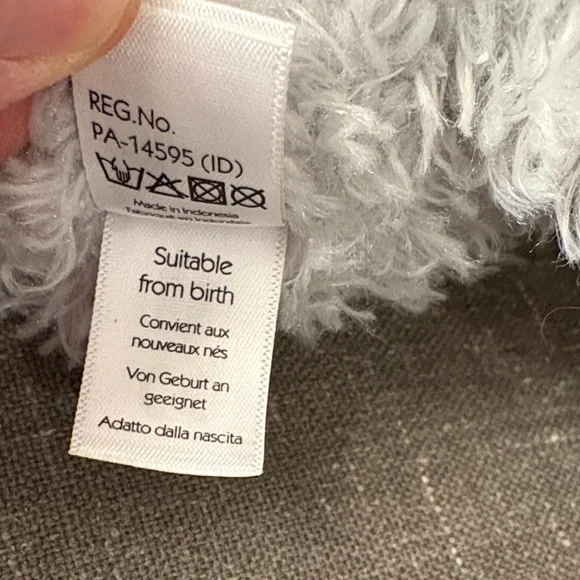 REG.No.
PA-14595 (ID)
Made in Indonesia
Suitable
from birth
Convient aux
nouveaux nés
Von Geburt an
geeignet
Adatto dalla nascita